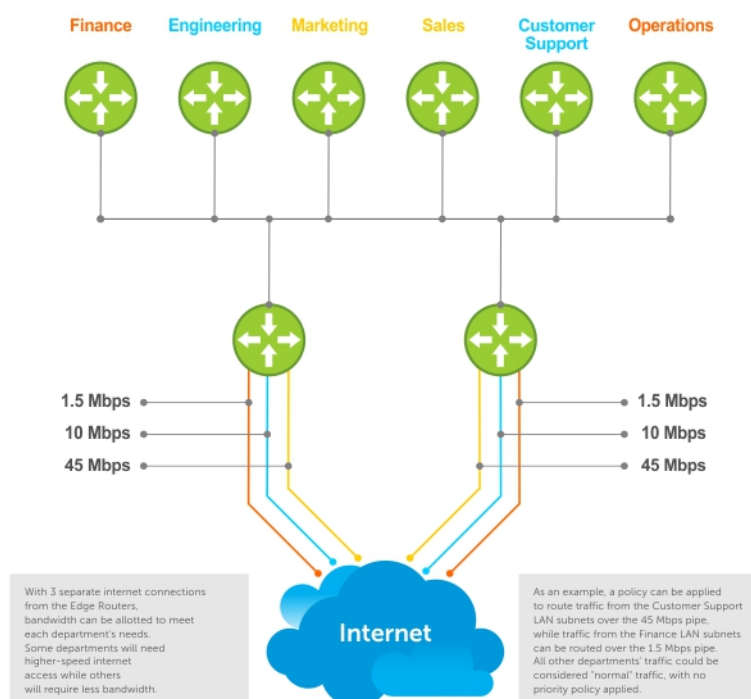 Finance
Engineering
Marketing
Sales
Customer
Support
Operations
1.5 Mbps
10 Mbps
45 Mbps
1.5 Mbps
10 Mbps
45 Mbps
With 3 separate internet connections
from the Edge Routers,
bandwidth can be allotted to meet
each department's needs.
Some departments will need
higher-speed internet
access while others
will require less bandwidth.
Internet
As an example, a policy can be applied
to route traffic from the Customer Support
LAN subnets over the 45 Mbps pipe,
while traffic from the Finance LAN subnets
can be routed over the 1.5 Mbps pipe.
All other departments' traffic could be
considered "normal" traffic, with no
priority policy applied.